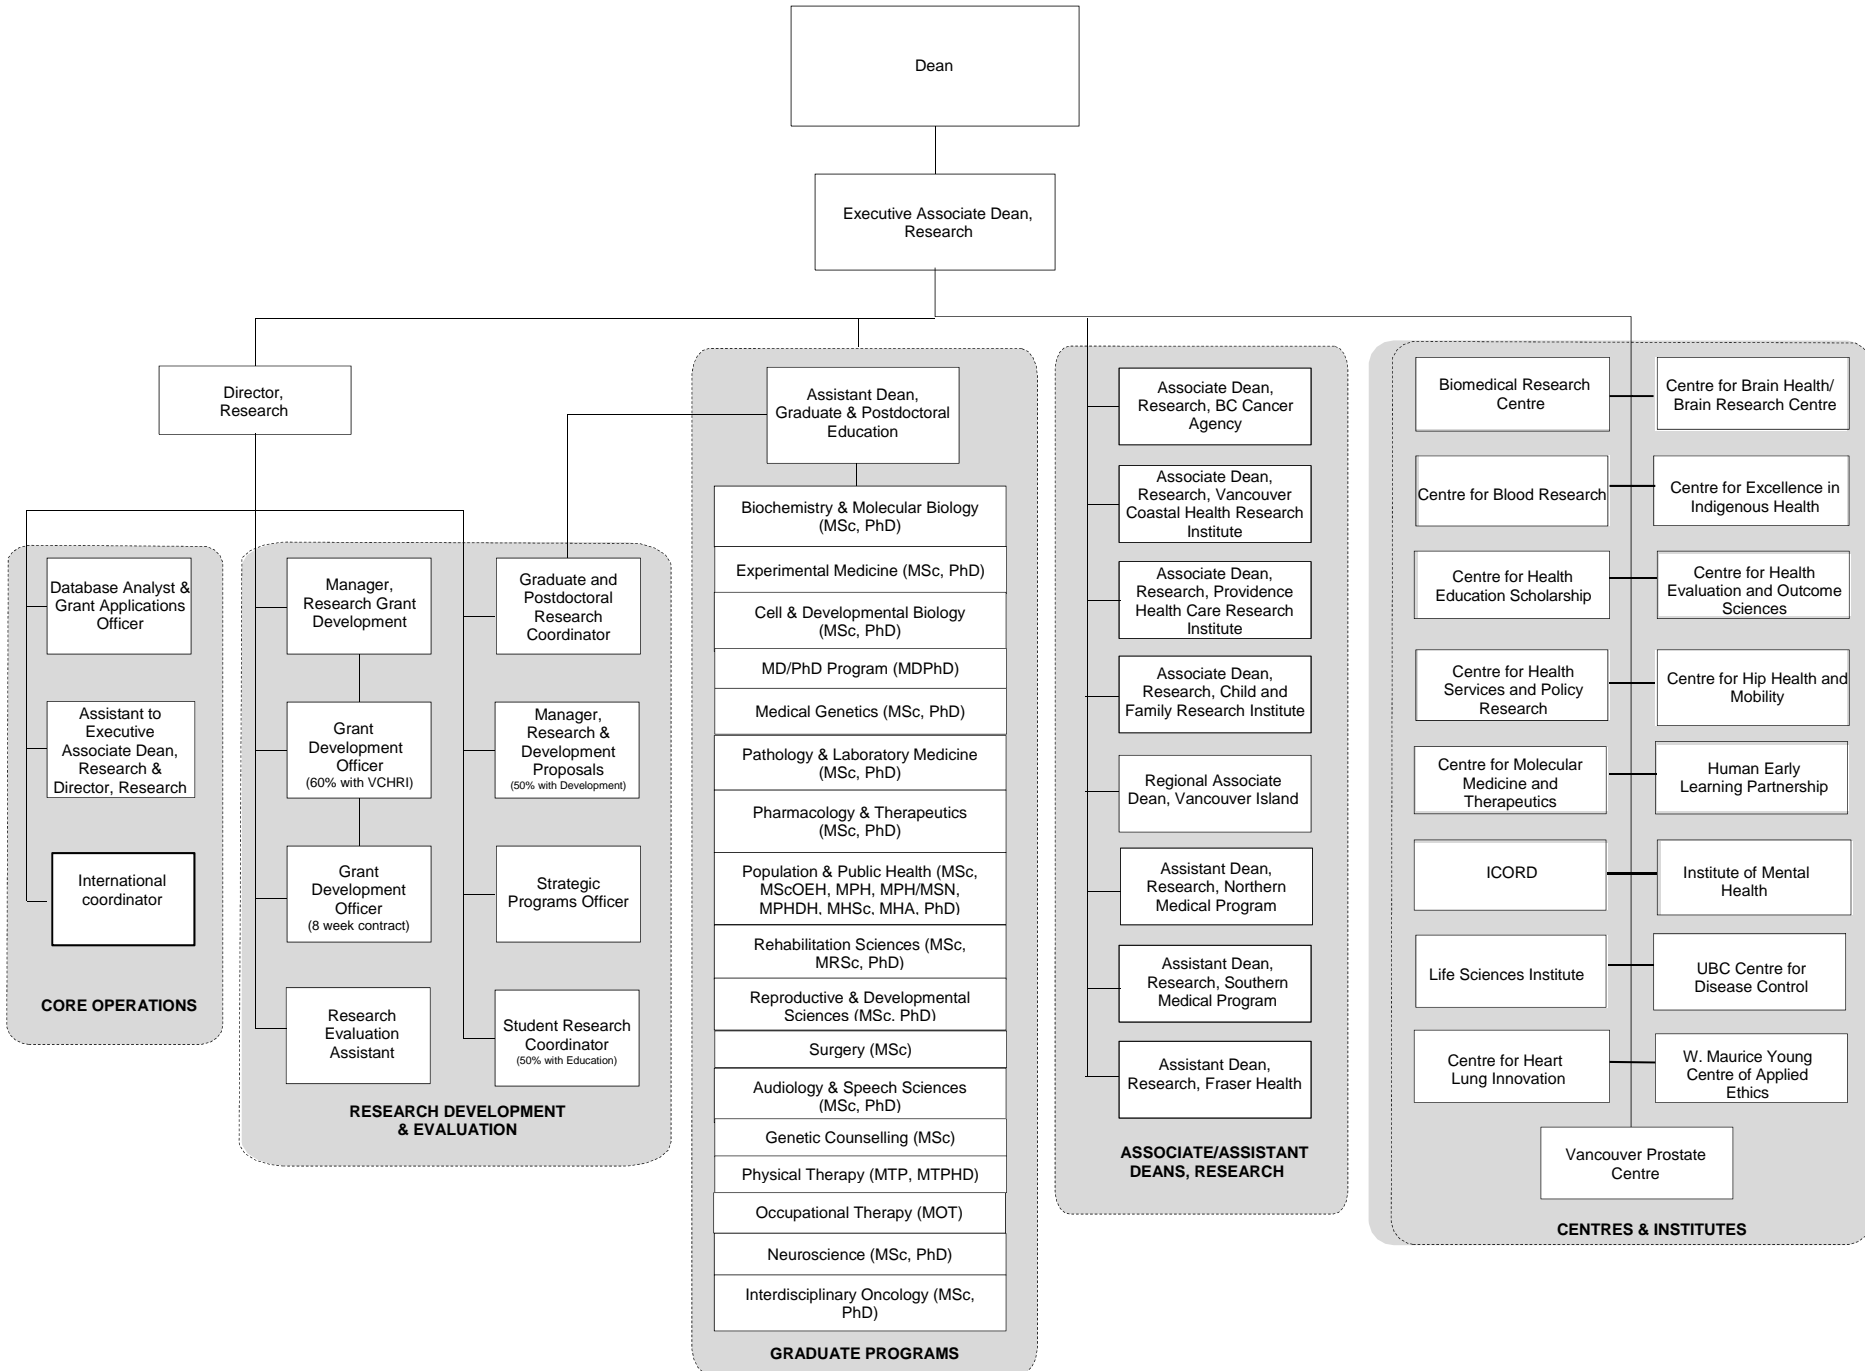 Dean
Executive Associate Dean,
Research
Director,
Research
Database Analyst &
Grant Applications
Officer
Assistant to
Executive
Associate Dean,
Research &
Director, Research
International
coordinator
CORE OPERATIONS
Manager,
Research Grant
Development
Grant
Development
Officer
(60% with VCHRI)
Grant
Development
Officer
(8 week contract)
Research
Evaluation
Assistant
Graduate and
Postdoctoral
Research
Coordinator
Manager,
Research &
Development
Proposals
(50% with Development)
Strategic
Programs Officer
Student Research
Coordinator
(50% with Education)
RESEARCH DEVELOPMENT
& EVALUATION
Assistant Dean,
Graduate & Postdoctoral
Education
Biochemistry & Molecular Biology
(MSc, PhD)
Experimental Medicine (MSc, PhD)
Cell & Developmental Biology
(MSc, PhD)
MD/PhD Program (MDPhD)
Medical Genetics (MSc, PhD)
Pathology & Laboratory Medicine
(MSc, PhD)
Pharmacology & Therapeutics
(MSc, PhD)
Population & Public Health (MSc,
MScOEH, MPH, MPH/MSN,
MPHDH, MHSc, MHA, PhD)
Rehabilitation Sciences (MSc,
MRSc, PhD)
Reproductive & Developmental
Sciences (MSc, PhD)
Surgery (MSc)
Audiology & Speech Sciences
(MSc, PhD)
Genetic Counselling (MSc)
Physical Therapy (MTP, MTPHD)
Occupational Therapy (MOT)
Neuroscience (MSc, PhD)
Interdisciplinary Oncology (MSc,
PhD)
GRADUATE PROGRAMS
Associate Dean,
Research, BC Cancer
Agency
Associate Dean,
Research, Vancouver
Coastal Health Research
Institute
Associate Dean,
Research, Providence
Health Care Research
Institute
Associate Dean,
Research, Child and
Family Research Institute
Regional Associate
Dean, Vancouver Island
Assistant Dean,
Research, Northern
Medical Program
Assistant Dean,
Research, Southern
Medical Program
Assistant Dean,
Research, Fraser Health
ASSOCIATE/ASSISTANT
DEANS, RESEARCH
Biomedical Research
Centre
Centre for Brain Health/
Brain Research Centre
Centre for Blood Research
Centre for Excellence in
Indigenous Health
Centre for Health
Education Scholarship
Centre for Health
Evaluation and Outcome
Sciences
Centre for Health
Services and Policy
Research
Centre for Hip Health and
Mobility
Centre for Molecular
Medicine and
Therapeutics
Human Early
Learning Partnership
ICORD
Institute of Mental
Health
Life Sciences Institute
UBC Centre for
Disease Control
Centre for Heart
Lung Innovation
W. Maurice Young
Centre of Applied
Ethics
Vancouver Prostate
Centre
CENTRES & INSTITUTES